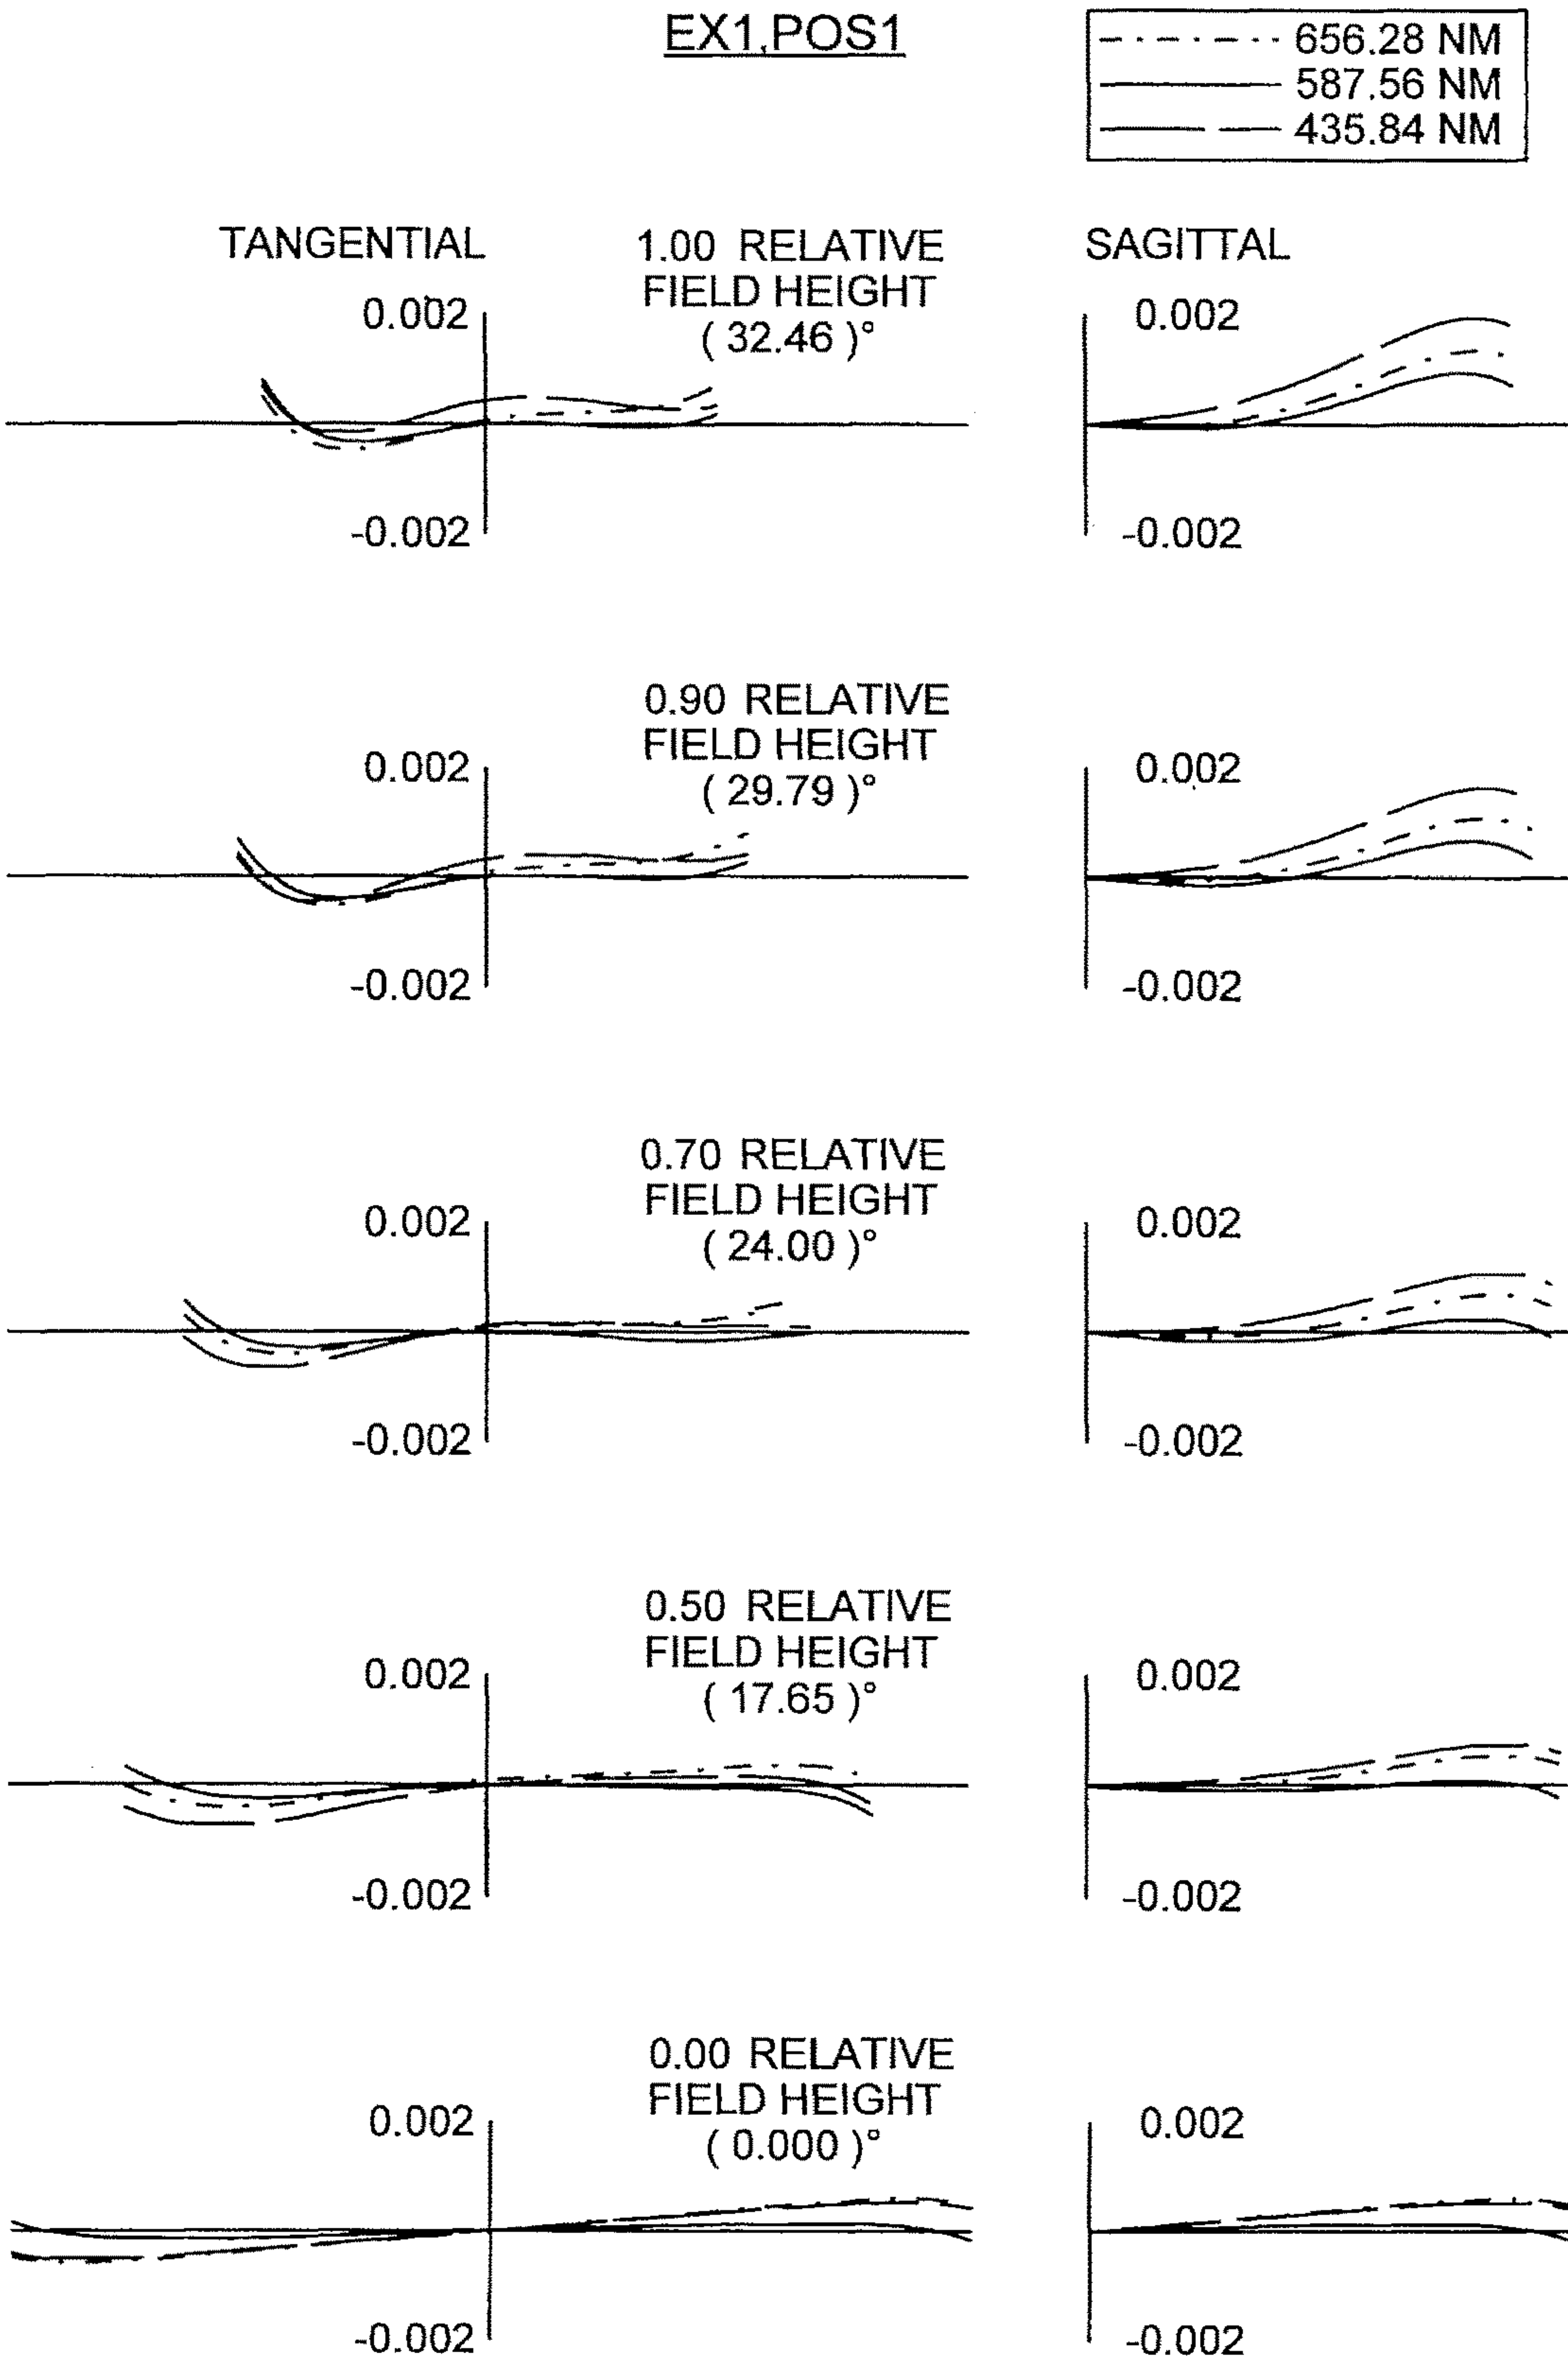 EX1,POS1
656.28 NM
587.56 NM
435.84 NM
TANGENTIAL
1.00 RELATIVE
FIELD HEIGHT
( 32.46 )°
SAGITTAL
0.002
-0.002
0.002
-0.002
0.90 RELATIVE
FIELD HEIGHT
( 29.79 )°
0.002
-0.002
0.002
-0.002
0.70 RELATIVE
FIELD HEIGHT
( 24.00 )°
0.002
-0.002
0.002
-0.002
0.50 RELATIVE
FIELD HEIGHT
( 17.65 )°
0.002
-0.002
0.002
-0.002
0.00 RELATIVE
FIELD HEIGHT
( 0.000 )°
0.002
-0.002
0.002
-0.002